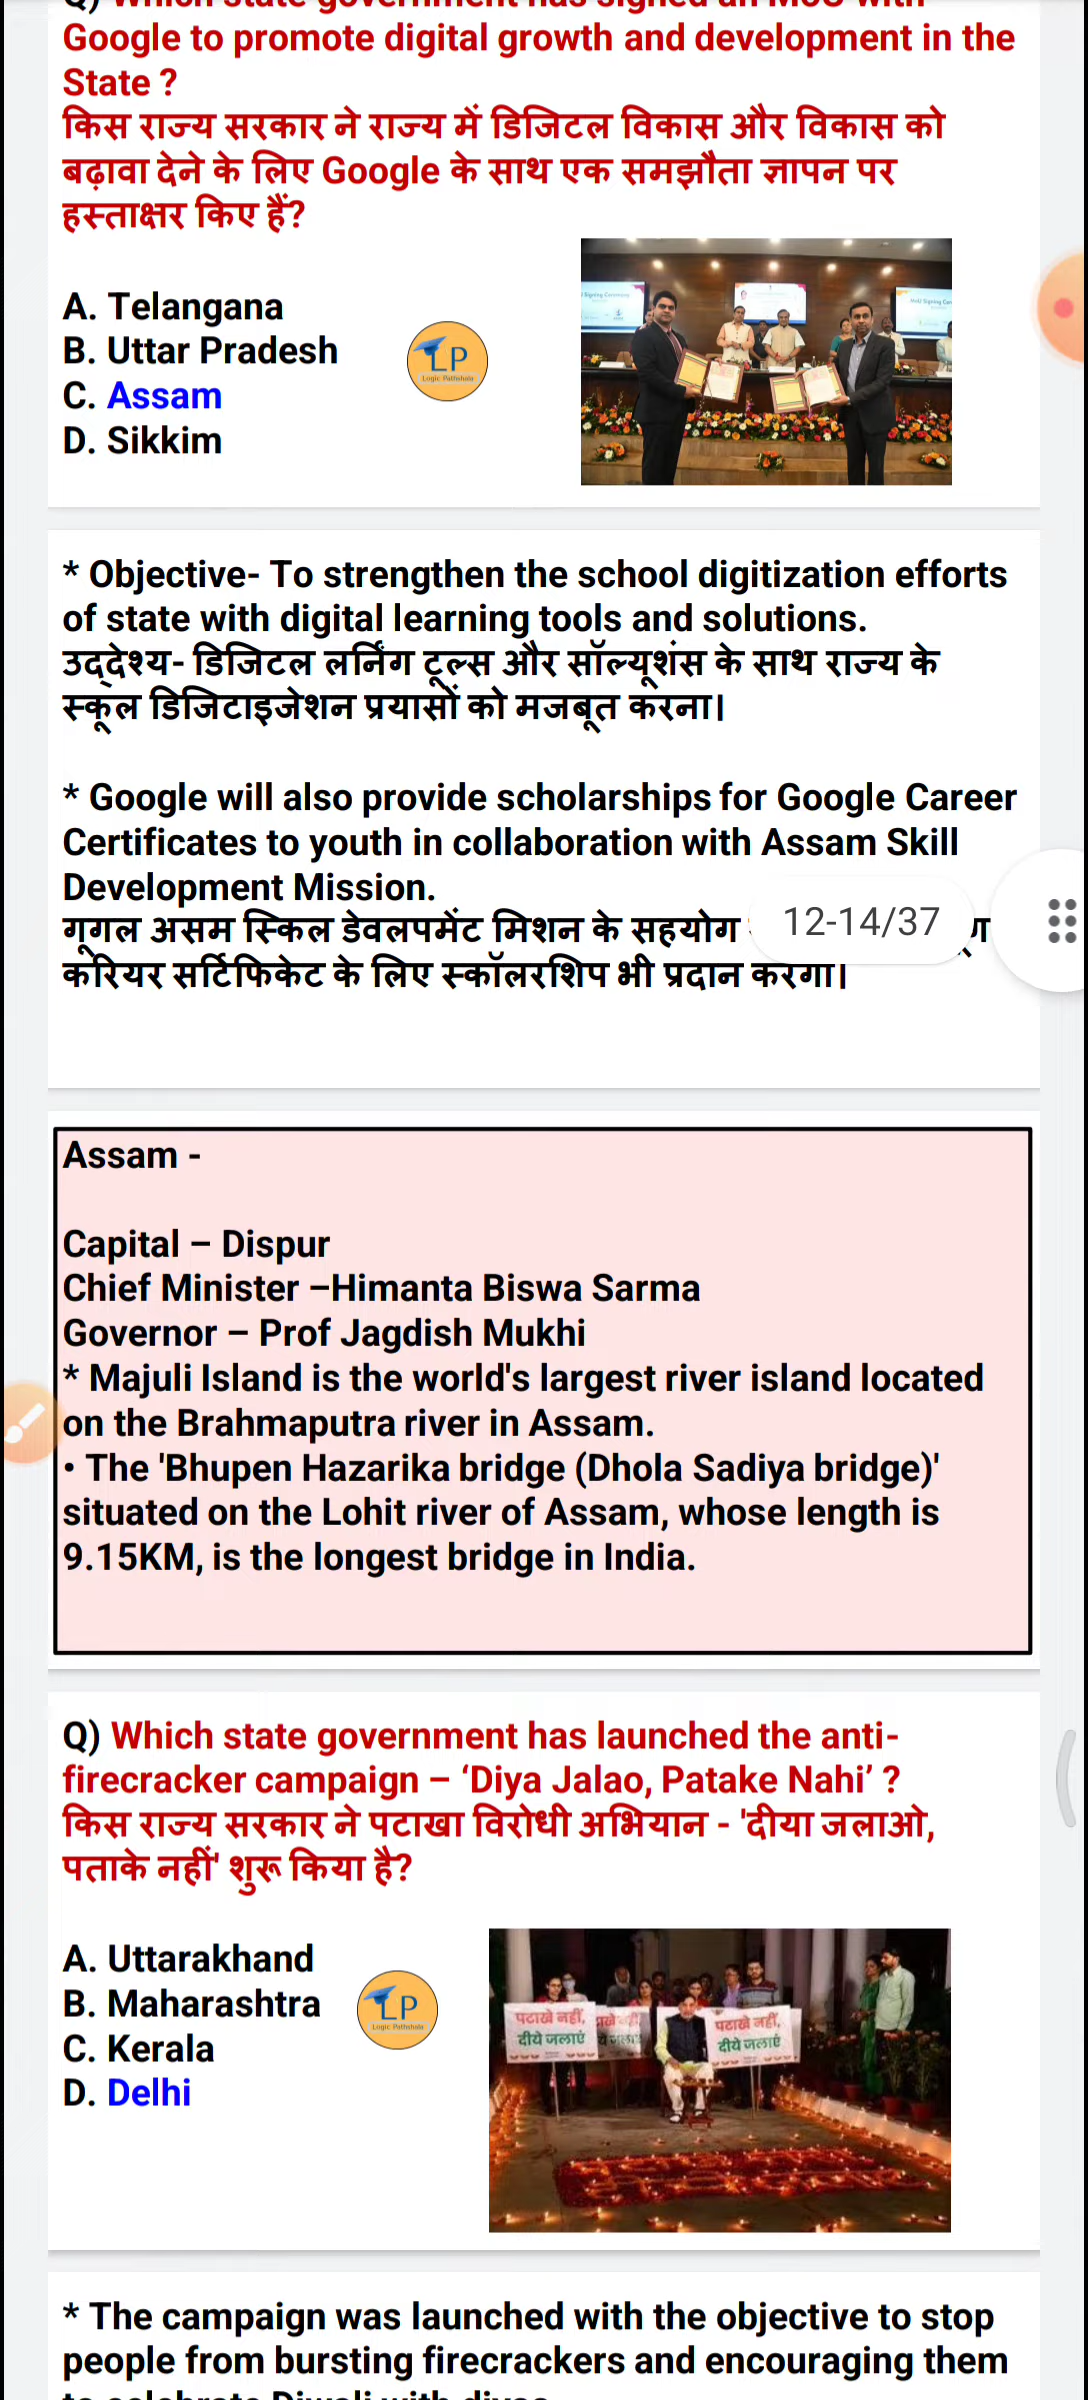 Google to promote digital growth and development in the
State ?
किस राज्य सरकार ने राज्य में डिजिटल विकास और विकास को
बढ़ावा देने के लिए Google के साथ एक समझौता ज्ञापन पर
हस्ताक्षर किए हैं?
A. Telangana
B. Uttar Pradesh
C. Assam
D. Sikkim
LP
Logic Pathshala
* Objective- To strengthen the school digitization efforts
of state with digital learning tools and solutions.
उद्देश्य- डिजिटल लर्निंग टूल्स और सॉल्यूशंस के साथ राज्य के
स्कूल डिजिटाइजेशन प्रयासों को मजबूत करना।
* Google will also provide scholarships for Google Career
Certificates to youth in collaboration with Assam Skill
Development Mission.
गूगल असम स्किल डेवलपमेंट मिशन के सहयोग
12-14/37
करियर सर्टिफिकेट के लिए स्कॉलरशिप भी प्रदान करेगा।
Assam -
Capital – Dispur
Chief Minister –Himanta Biswa Sarma
Governor – Prof Jagdish Mukhi
* Majuli Island is the world's largest river island located
on the Brahmaputra river in Assam.
• The 'Bhupen Hazarika bridge (Dhola Sadiya bridge)'
situated on the Lohit river of Assam, whose length is
9.15KM, is the longest bridge in India.
Q) Which state government has launched the anti-
firecracker campaign – ‘Diya Jalao, Patake Nahi’ ?
किस राज्य सरकार ने पटाखा विरोधी अभियान - 'दीया जलाओ,
पताके नहीं' शुरू किया है?
A. Uttarakhand
B. Maharashtra
C. Kerala
D. Delhi
LP
Logic Pathshala
पटाखे नहीं,
दीये जलाएं
पटाखे नहीं,
दीये जलाएं
* The campaign was launched with the objective to stop
people from bursting firecrackers and encouraging them